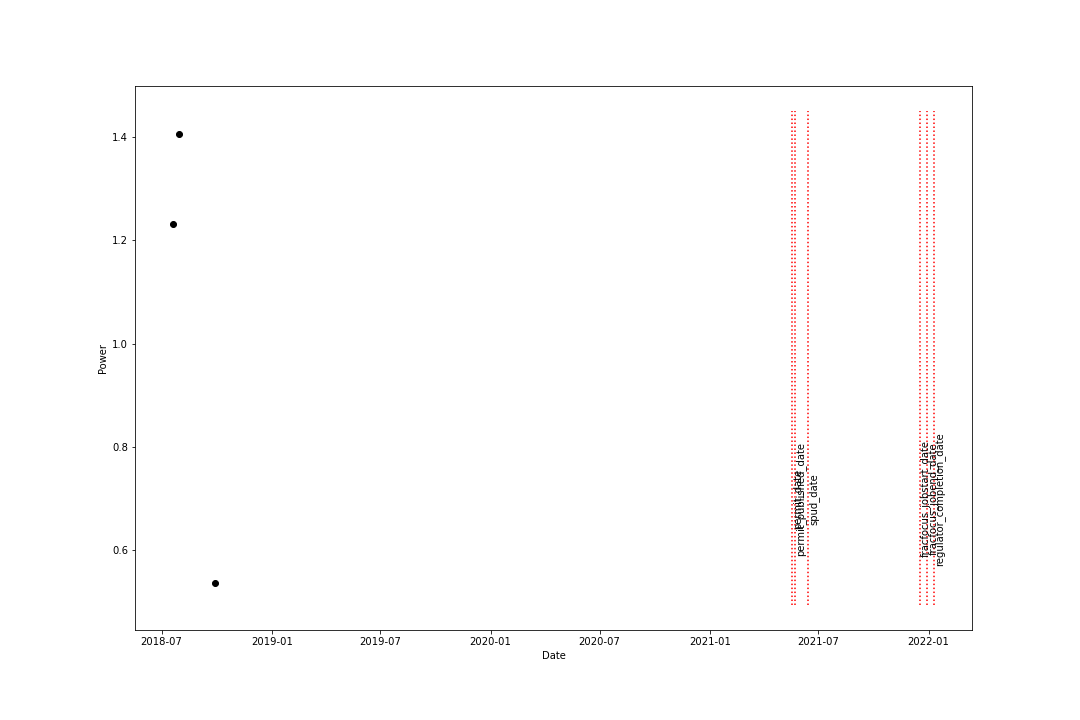 1.4
1.2
1.0
0.8
0.6
Power
permit_date
permit_published_date
spud_date
fracfocus_jobstart_date
fracfocus_jobend_date
regulator_completion_date
2018-07
2019-01
2019-07
2020-01
2020-07
2021-01
2021-07
2022-01
Date